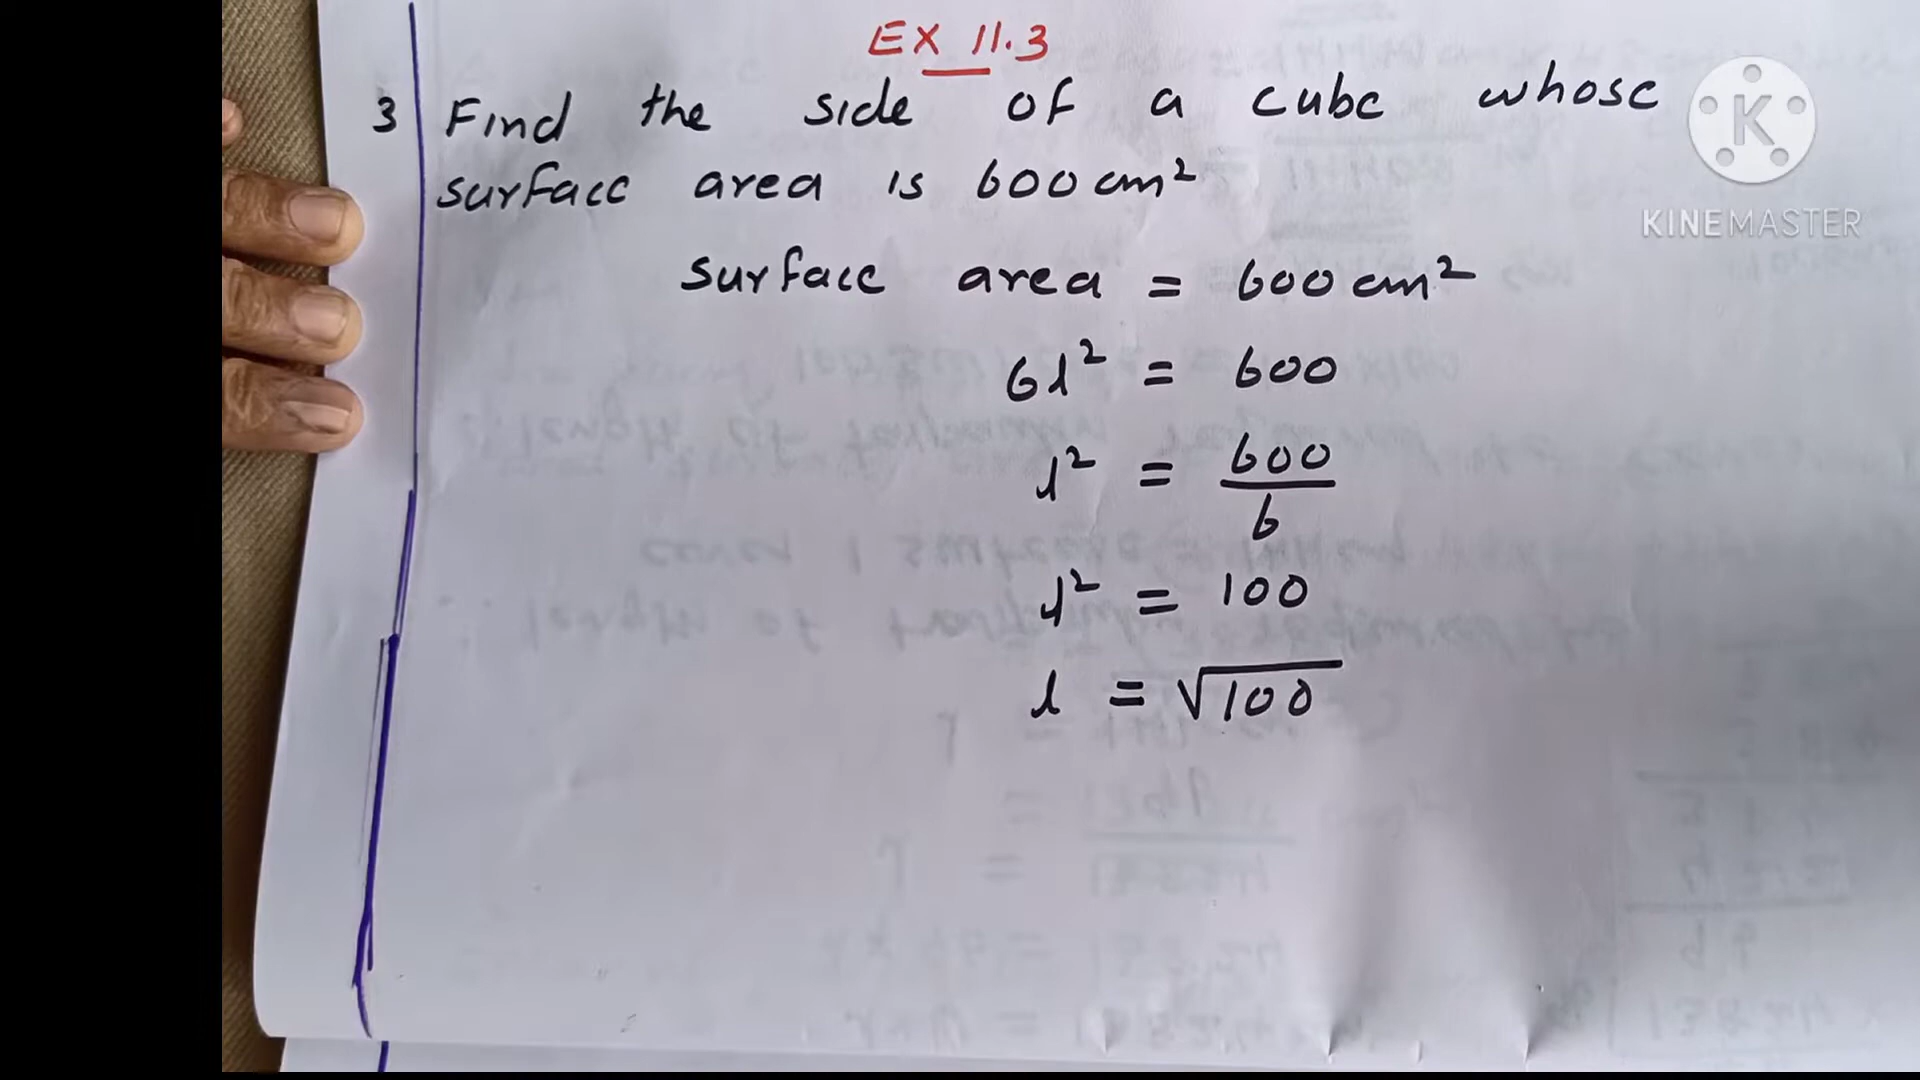 EX 11.3
3 Find the side of a cube whose
surface area is 600 cm²
surface area = 600 cm²
6l² = 600
l² = 600/6
l² = 100
l = √100
KINEMASTER